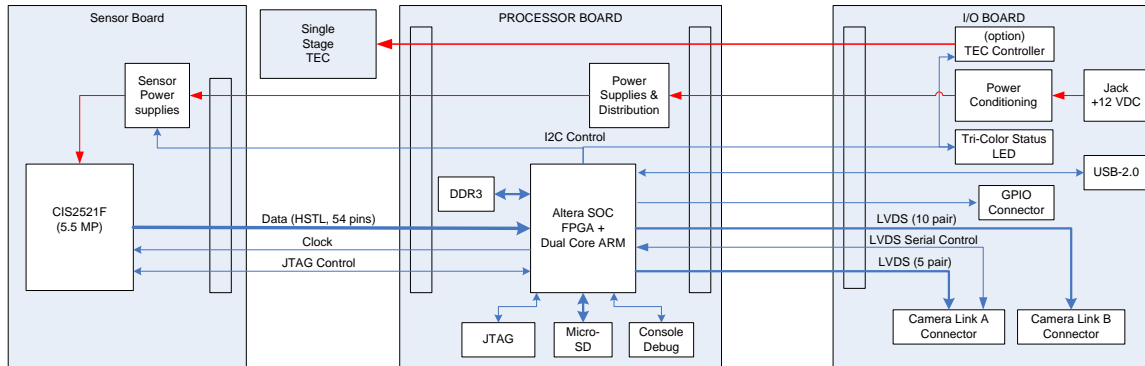 Sensor Board
PROCESSOR BOARD
I/O BOARD
Single
Stage
TEC
(option)
TEC Controller
Sensor
Power
supplies
Power
Supplies &
Distribution
Power
Conditioning
Jack
+12 VDC
I2C Control
Tri-Color Status
LED
USB-2.0
DDR3
GPIO
Connector
CIS2521F
(5.5 MP)
Altera SOC
FPGA +
Dual Core ARM
Data (HSTL, 54 pins)
LVDS (10 pair)
Clock
LVDS Serial Control
JTAG Control
LVDS (5 pair)
JTAG
Micro-
SD
Console
Debug
Camera Link A
Connector
Camera Link B
Connector